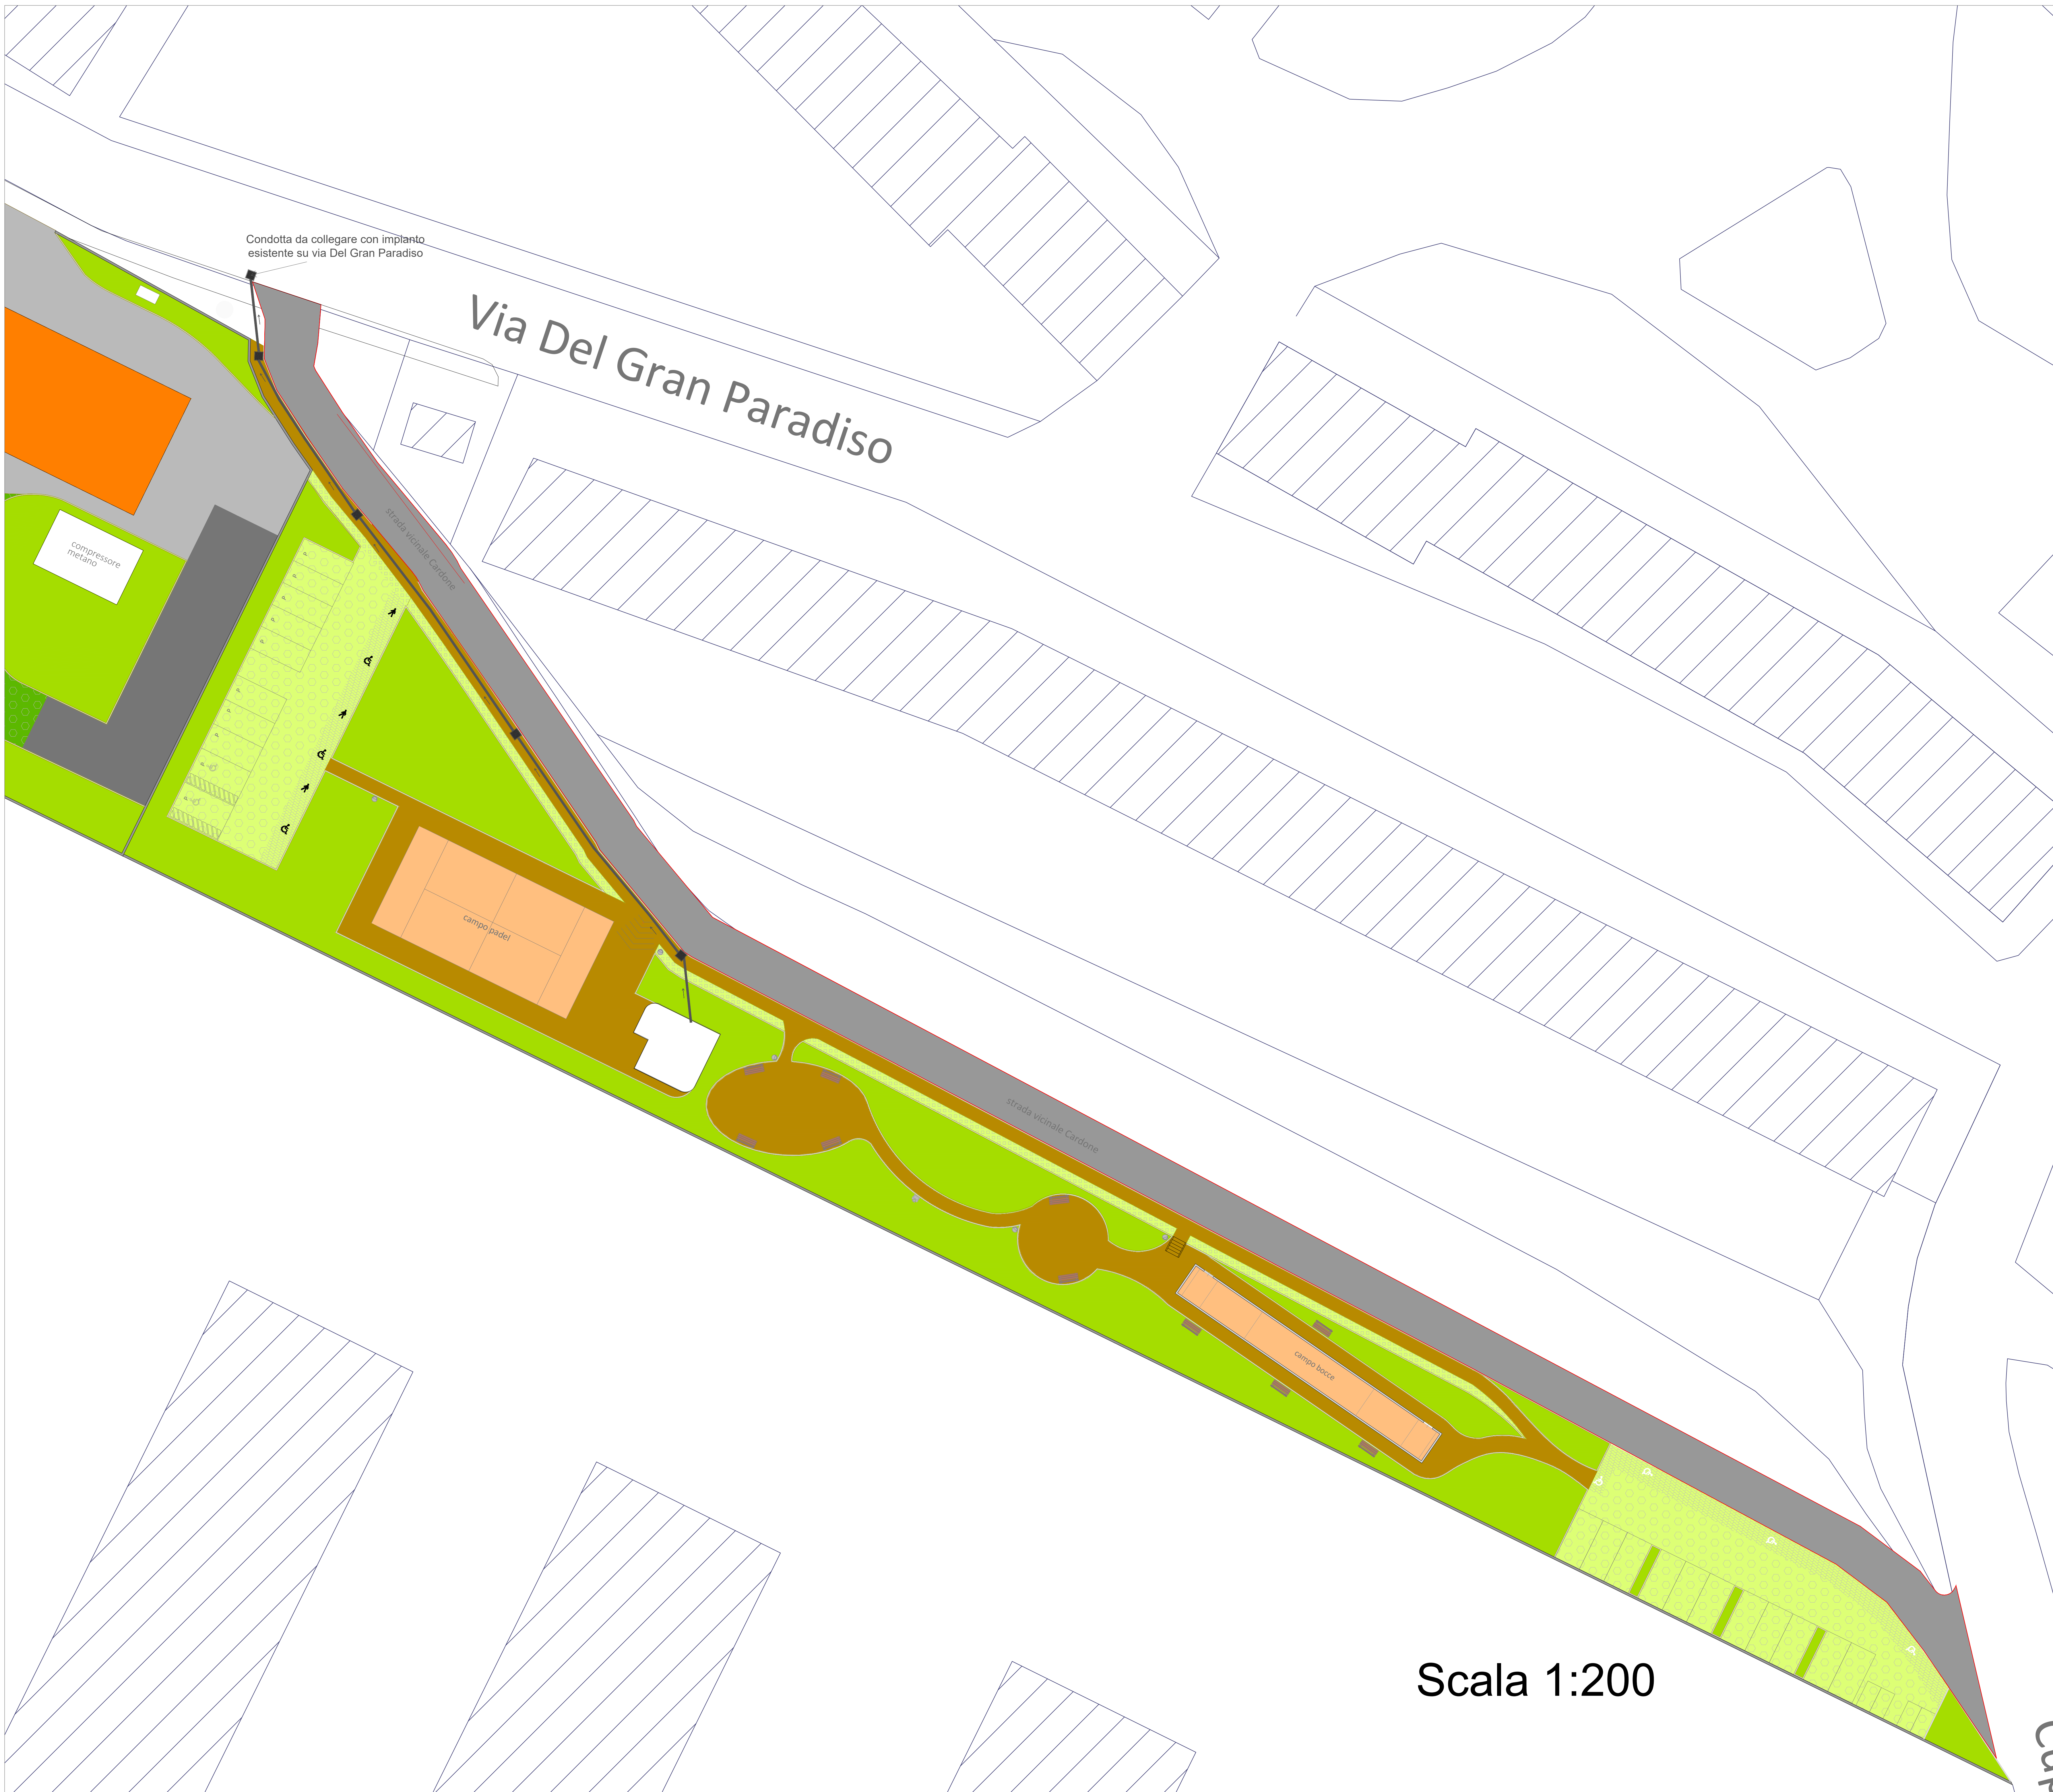 Condotta da collegare con impianto
esistente su via Del Gran Paradiso
Via Del Gran Paradiso
strada vicinale Cardone
compressore
metano
campo padel
strada vicinale Cardone
campo bocce
Scala 1:200